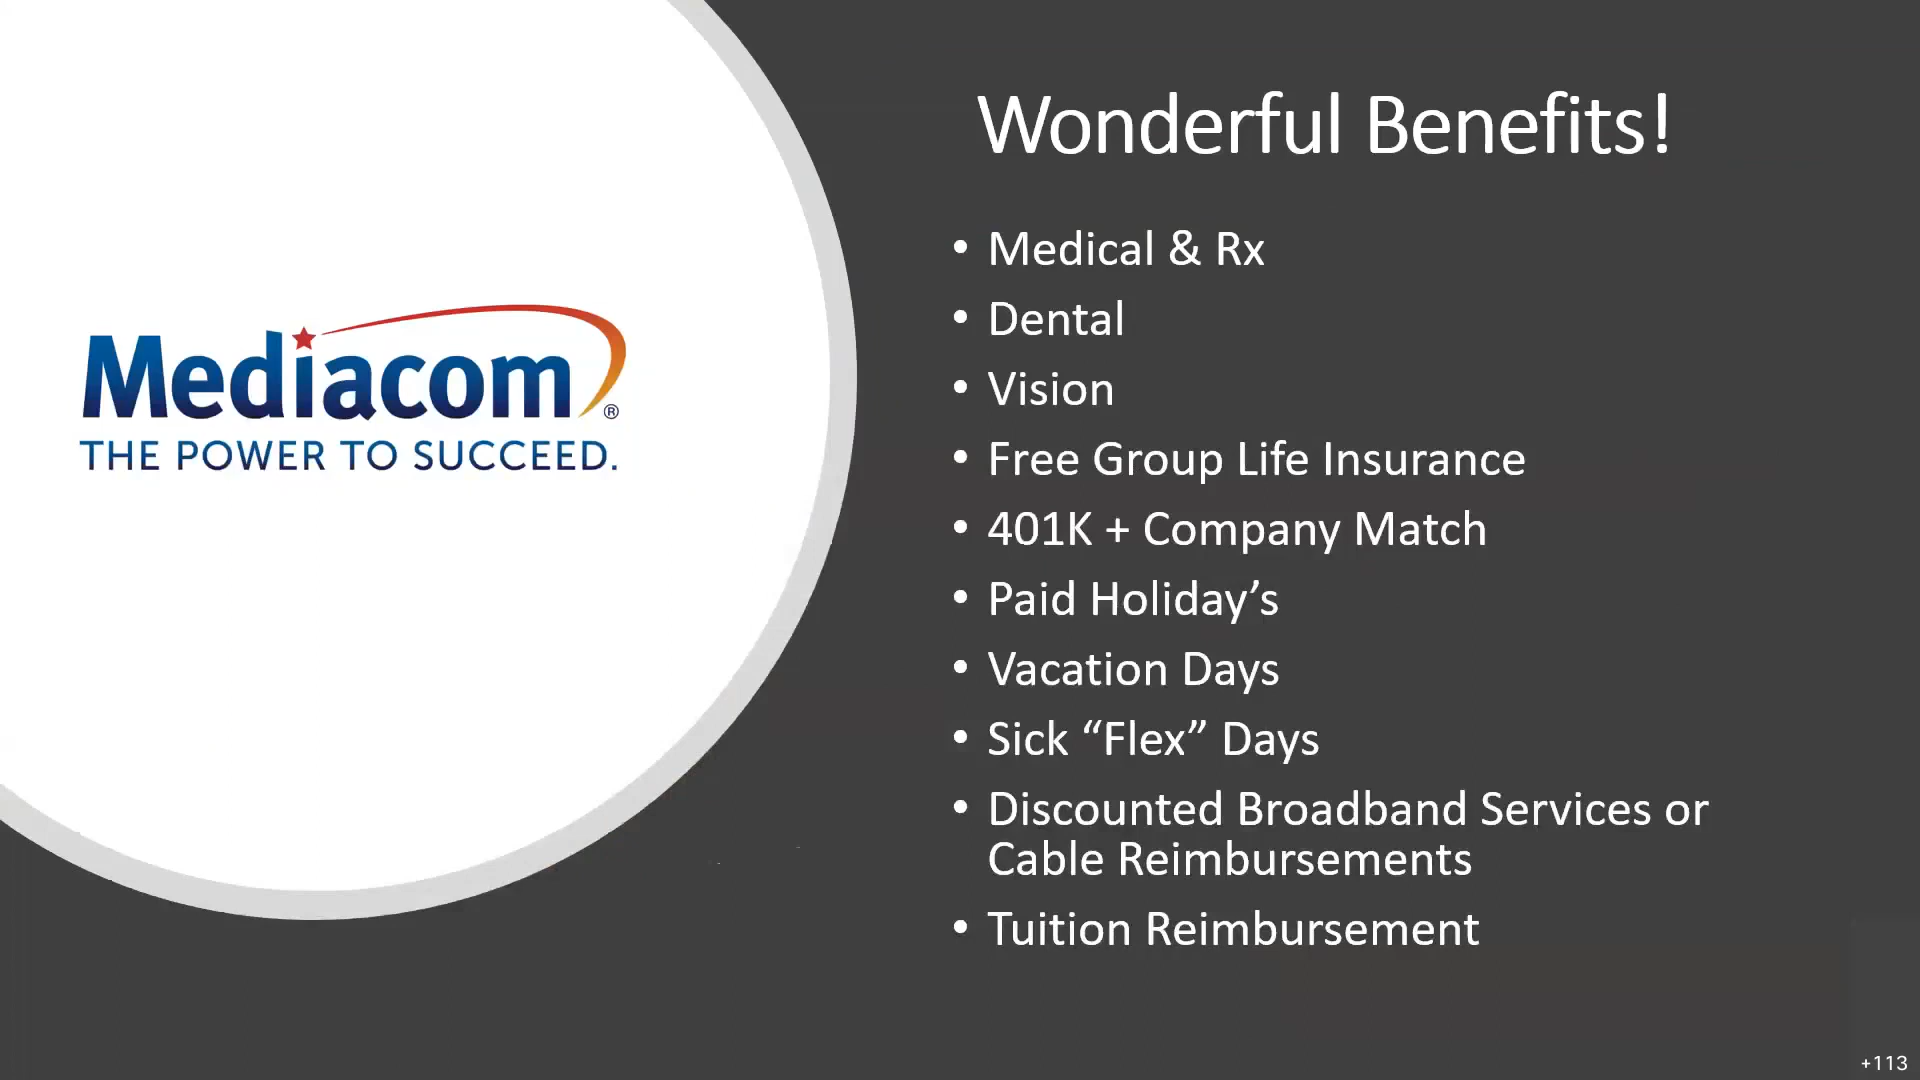 Mediacom®
THE POWER TO SUCCEED.
Wonderful Benefits!
• Medical & Rx
• Dental
• Vision
• Free Group Life Insurance
• 401K + Company Match
• Paid Holiday’s
• Vacation Days
• Sick “Flex” Days
• Discounted Broadband Services or
Cable Reimbursements
• Tuition Reimbursement
+113